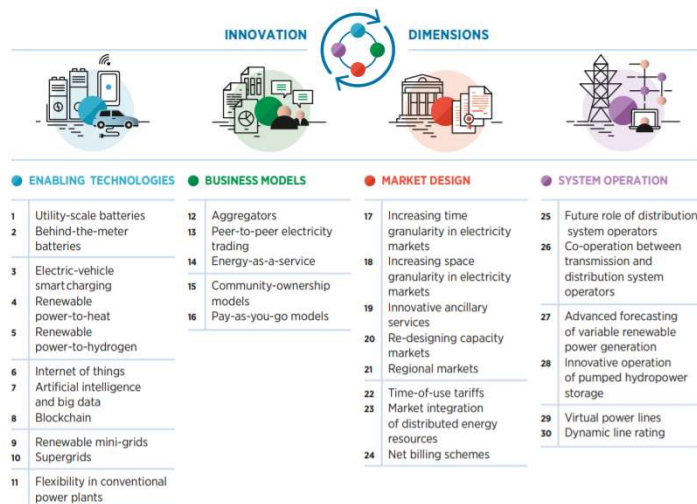 INNOVATION DIMENSIONS
ENABLING TECHNOLOGIES
1 Utility-scale batteries
2 Behind-the-meter
batteries
3 Electric-vehicle
smart charging
4 Renewable
power-to-heat
5 Renewable
power-to-hydrogen
6 Internet of things
7 Artificial intelligence
and big data
8 Blockchain
9 Renewable mini-grids
10 Supergrids
11 Flexibility in conventional
power plants
BUSINESS MODELS
12 Aggregators
13 Peer-to-peer electricity
trading
14 Energy-as-a-service
15 Community-ownership
models
16 Pay-as-you-go models
MARKET DESIGN
17 Increasing time
granularity in electricity
markets
18 Increasing space
granularity in electricity
markets
19 Innovative ancillary
services
20 Re-designing capacity
markets
21 Regional markets
22 Time-of-use tariffs
23 Market integration
of distributed energy
resources
24 Net billing schemes
SYSTEM OPERATION
25 Future role of distribution
system operators
26 Co-operation between
transmission and
distribution system
operators
27 Advanced forecasting
of variable renewable
power generation
28 Innovative operation
of pumped hydropower
storage
29 Virtual power lines
30 Dynamic line rating